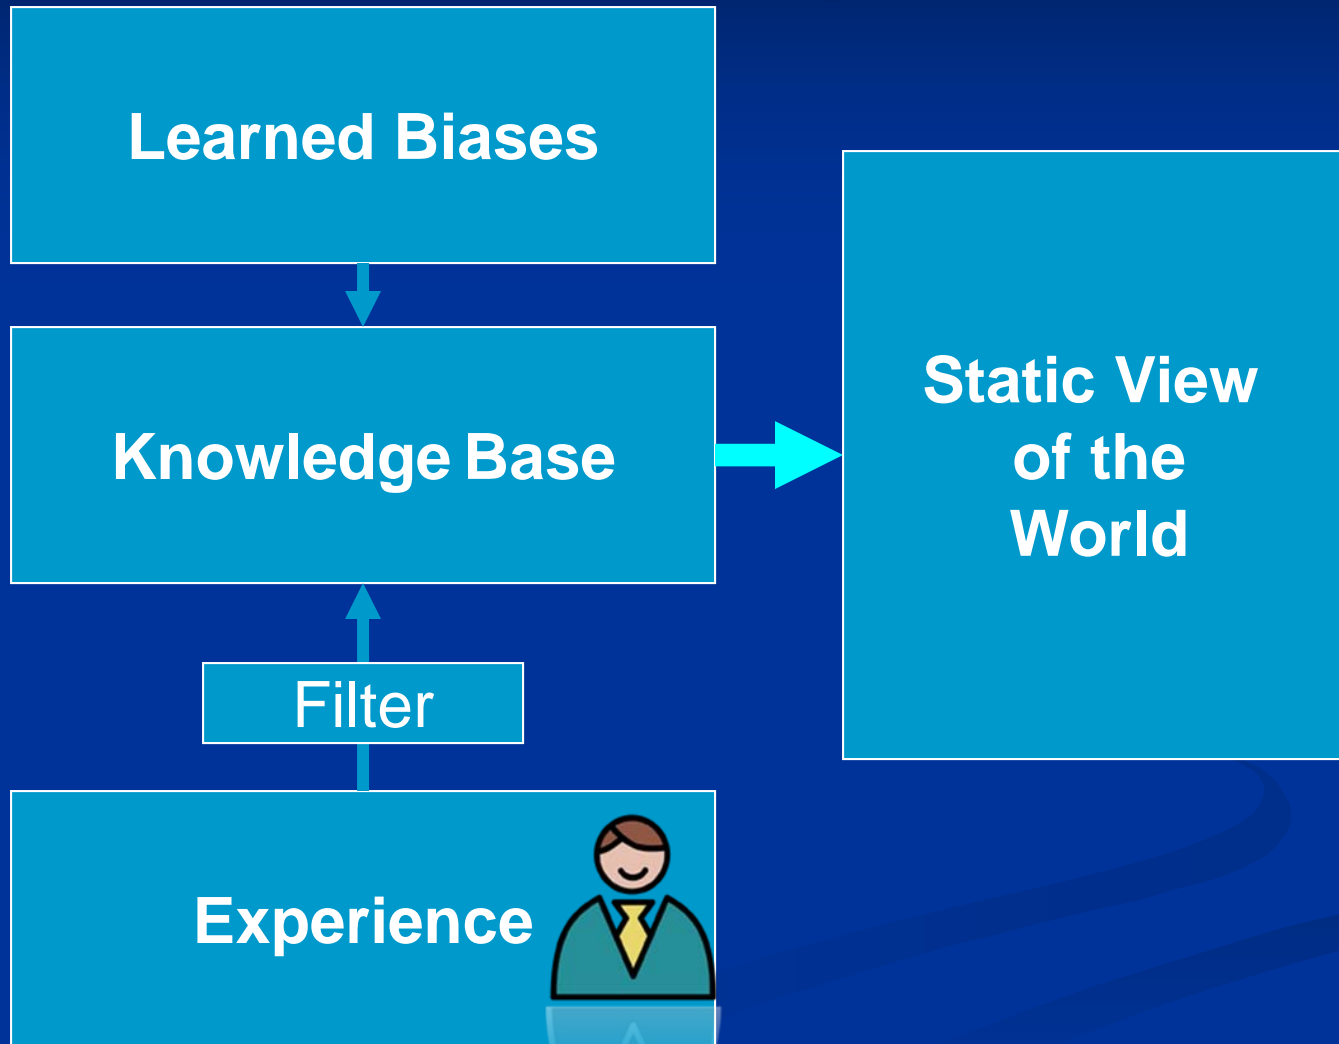 Learned Biases
Knowledge Base
Static View
of the
World
Filter
Experience